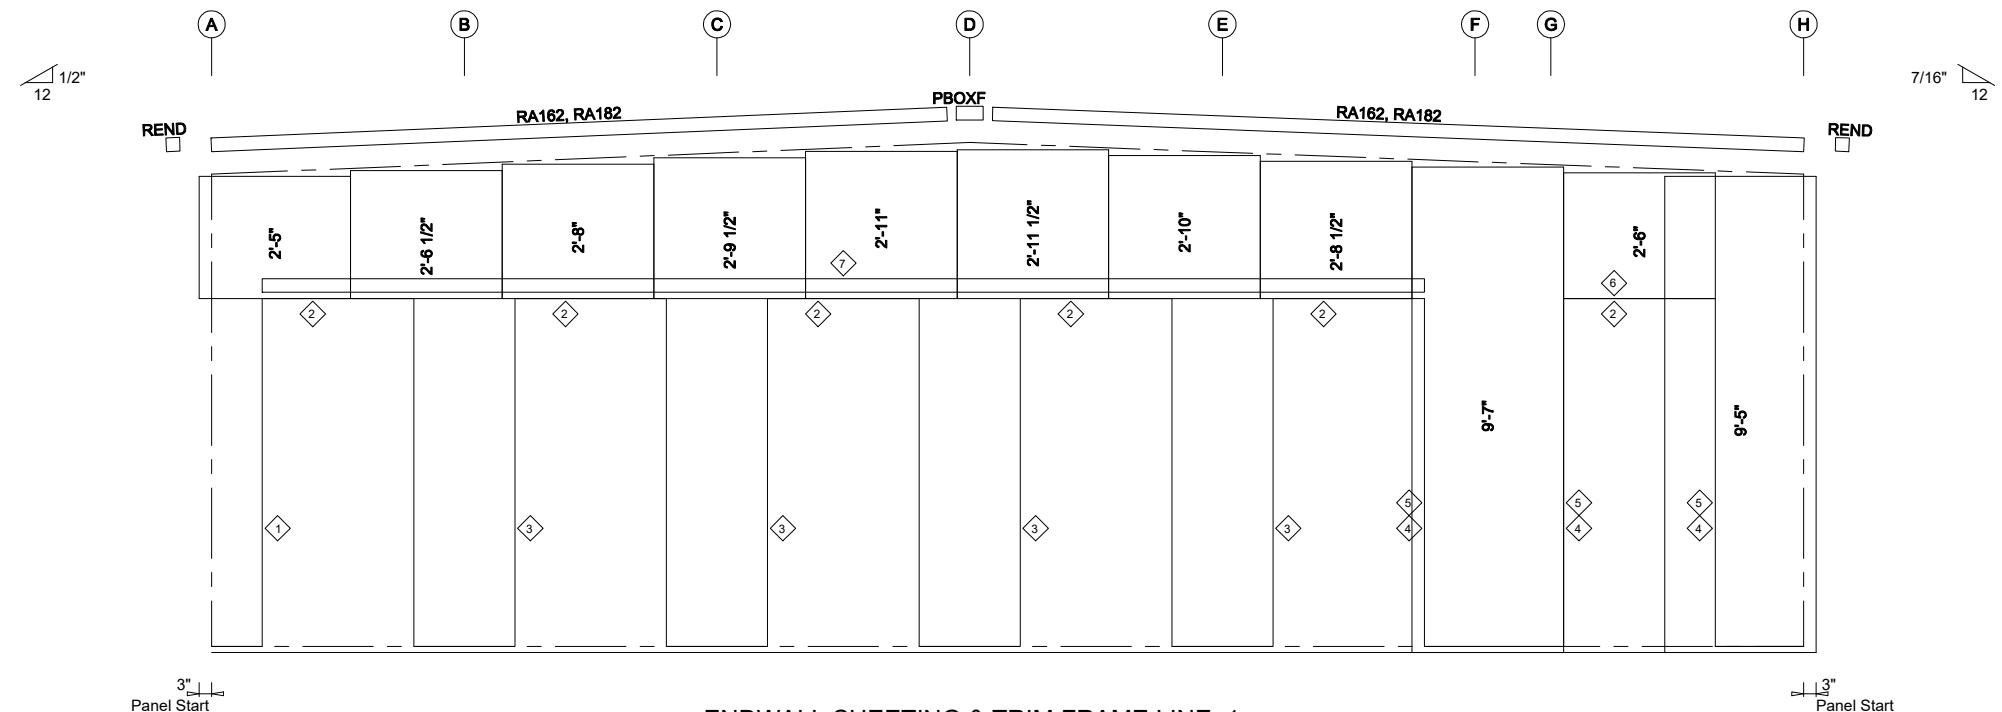 A B C D E F G H
1/2"
12
7/16"
12
PBOXF
RA162, RA182
RA162, RA182
REND
REND
2'-5"
2'-6 1/2"
2'-8"
2'-9 1/2"
2'-11"
2'-11 1/2"
2'-10"
2'-8 1/2"
2'-6"
7
6
2 2 2 2 2 2
9'-7"
9'-5"
5 5 5
1 3 3 3 3 4 4 4
3"
Panel Start
3"
Panel Start